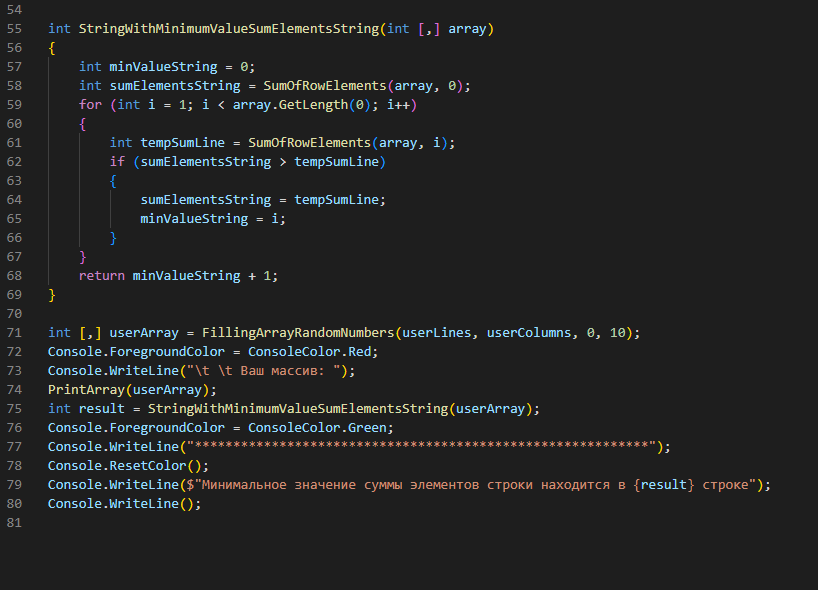 54
55 int StringWithMinimumValueSumElementsString(int [,] array)
56 {
57 int minValueString = 0;
58 int sumElementsString = SumOfRowElements(array, 0);
59 for (int i = 1; i < array.GetLength(0); i++)
60 {
61 int tempSumLine = SumOfRowElements(array, i);
62 if (sumElementsString > tempSumLine)
63 {
64 sumElementsString = tempSumLine;
65 minValueString = i;
66 }
67 }
68 return minValueString + 1;
69 }
70
71 int [,] userArray = FillingArrayRandomNumbers(userLines, userColumns, 0, 10);
72 Console.ForegroundColor = ConsoleColor.Red;
73 Console.WriteLine("\t \t Ваш массив: ");
74 PrintArray(userArray);
75 int result = StringWithMinimumValueSumElementsString(userArray);
76 Console.ForegroundColor = ConsoleColor.Green;
77 Console.WriteLine("***********************************************************");
78 Console.ResetColor();
79 Console.WriteLine($"Минимальное значение суммы элементов строки находится в {result} строке");
80 Console.WriteLine();
81